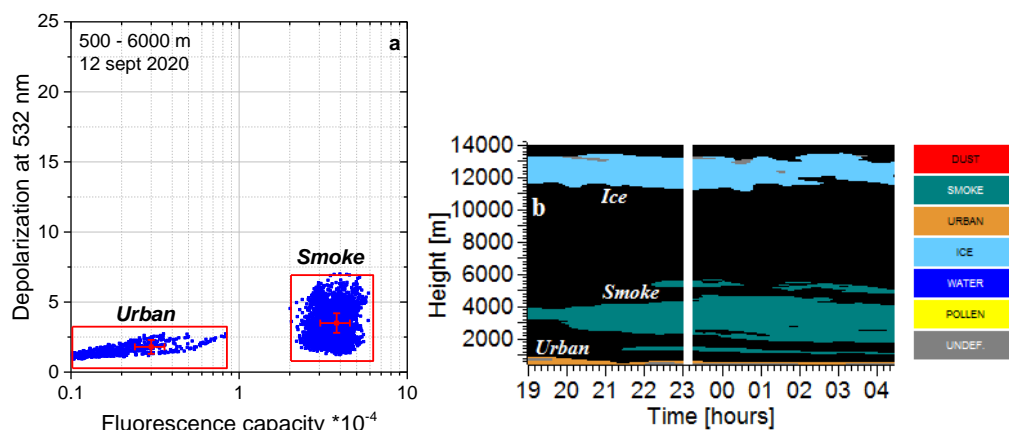 25
20
15
10
5
0
Depolarization at 532 nm
500 - 6000 m
12 sept 2020
a
Urban
Smoke
0.1
1
10
Fluorescence capacity *10-4
14000
12000
10000
8000
6000
4000
2000
Height [m]
b
Ice
Smoke
Urban
19 20 21 22 23 00 01 02 03 04
Time [hours]
DUST
SMOKE
URBAN
ICE
WATER
POLLEN
UNDEF.